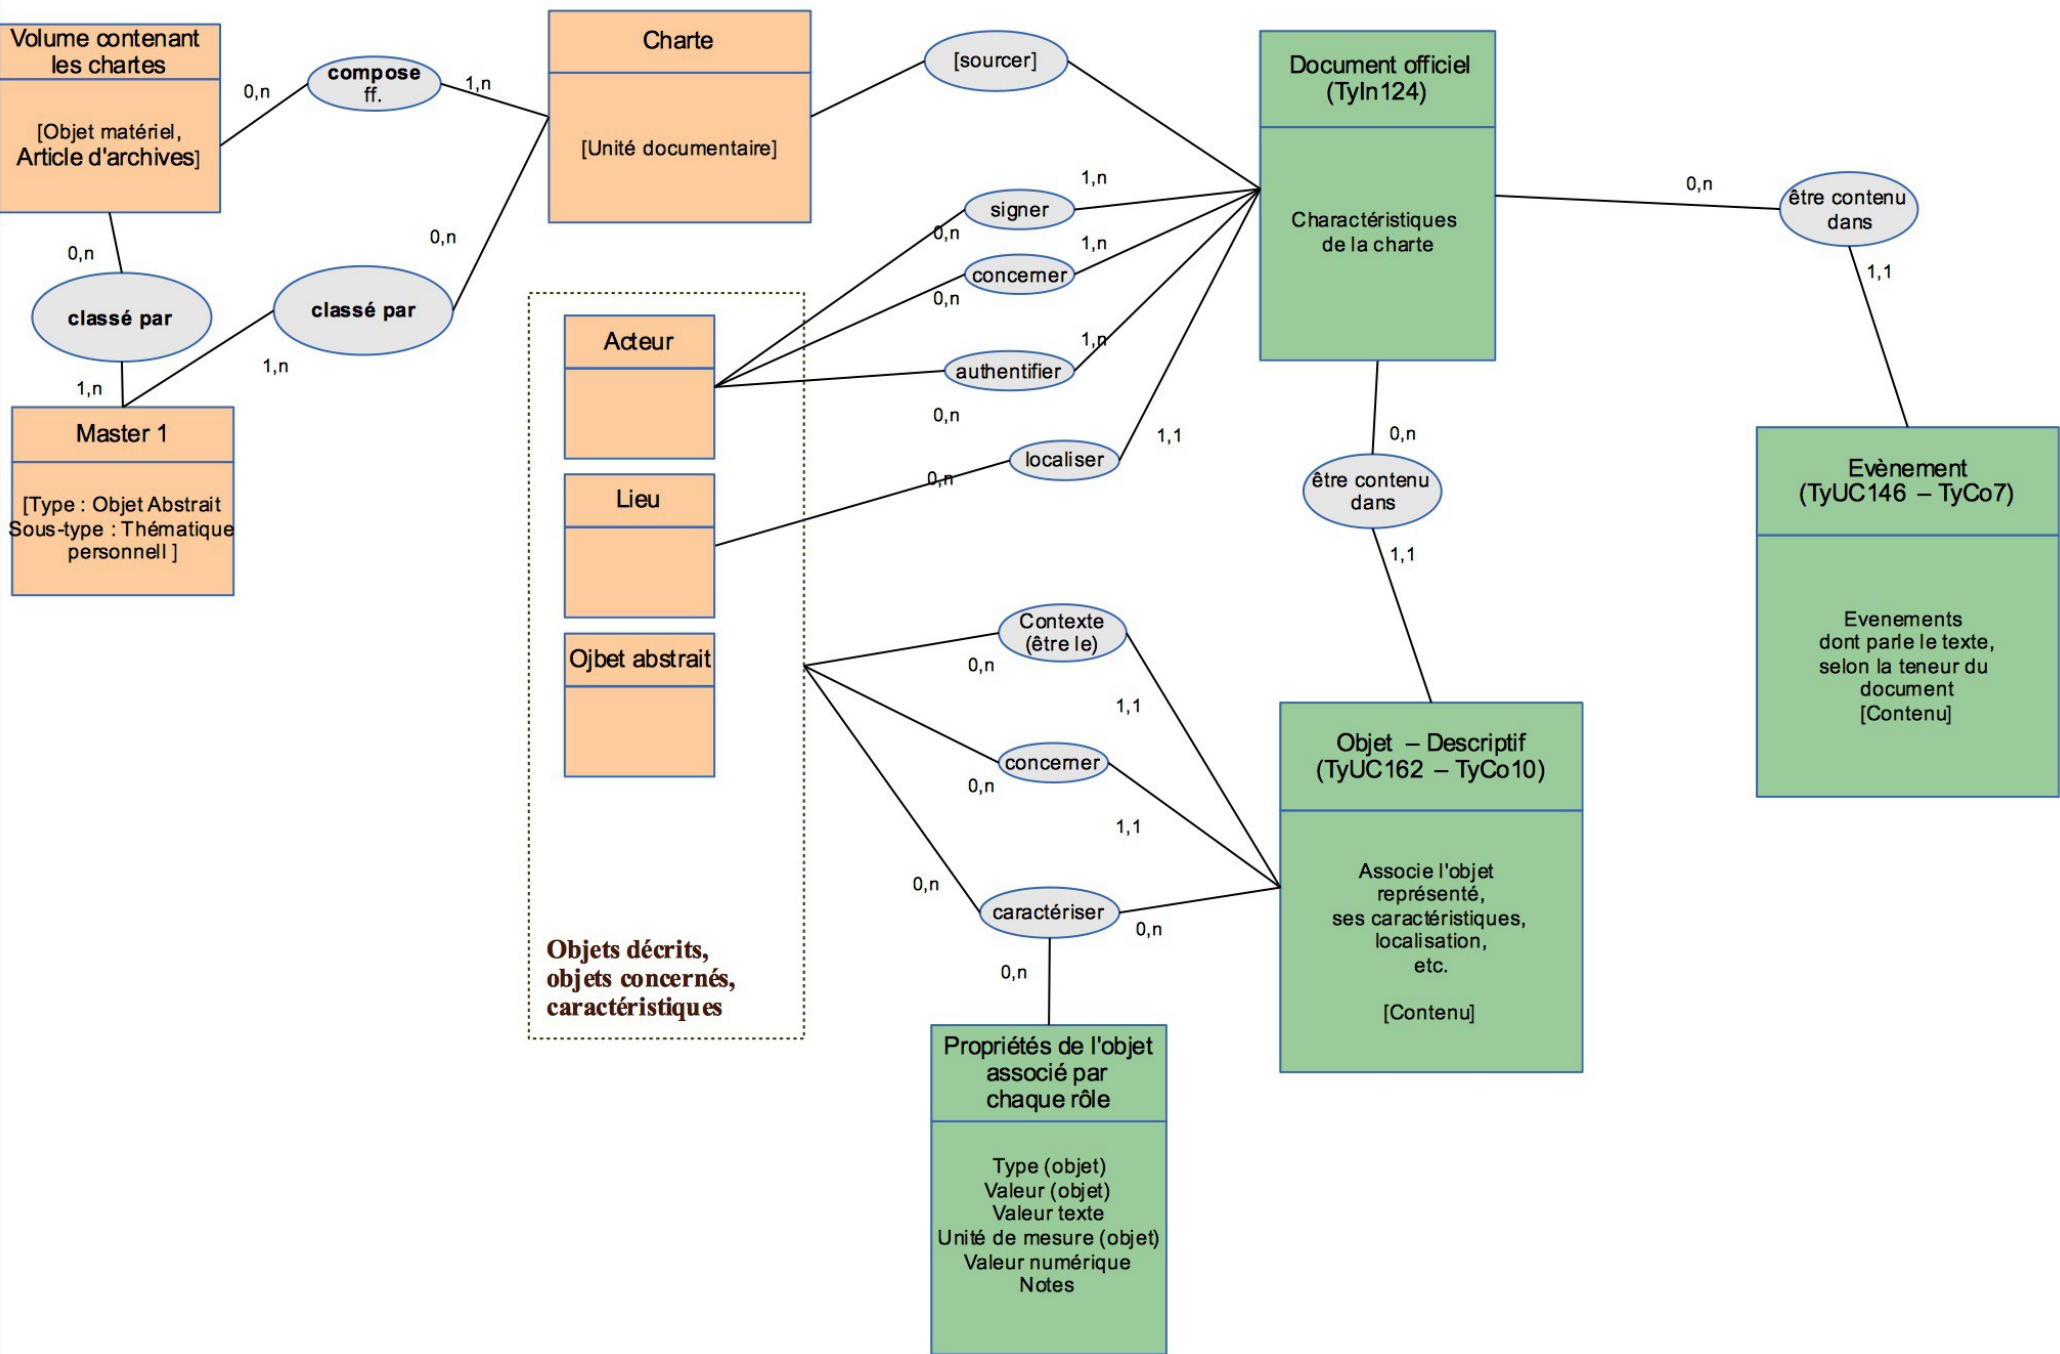 Volume contenant
les chartes
[Objet matériel,
Article d'archives]
0,n
compose
ff.
1,n
Charte
[Unité documentaire]
[sourcer]
Document officiel
(TyIn124)
Charactéristiques
de la charte
0,n
être contenu
dans
1,1
0,n
classé par
1,n
0,n
classé par
1,n
Master 1
[Type : Objet Abstrait
Sous-type : Thématique
personnell ]
signer
1,n
0,n
concerner
1,n
0,n
authentifier
1,n
0,n
localiser
1,1
0,n
Acteur
Lieu
Ojbet abstrait
Objets décrits,
objets concernés,
caractéristiques
0,n
être contenu
dans
1,1
Evènement
(TyUC146 – TyCo7)
Evenements
dont parle le texte,
selon la teneur du
document
[Contenu]
Contexte
(être le)
0,n
1,1
concerner
0,n
1,1
0,n
caractériser
0,n
0,n
Objet – Descriptif
(TyUC162 – TyCo10)
Associe l'objet
représenté,
ses caractéristiques,
localisation,
etc.
[Contenu]
Propriétés de l'objet
associé par
chaque rôle
Type (objet)
Valeur (objet)
Valeur texte
Unité de mesure (objet)
Valeur numérique
Notes